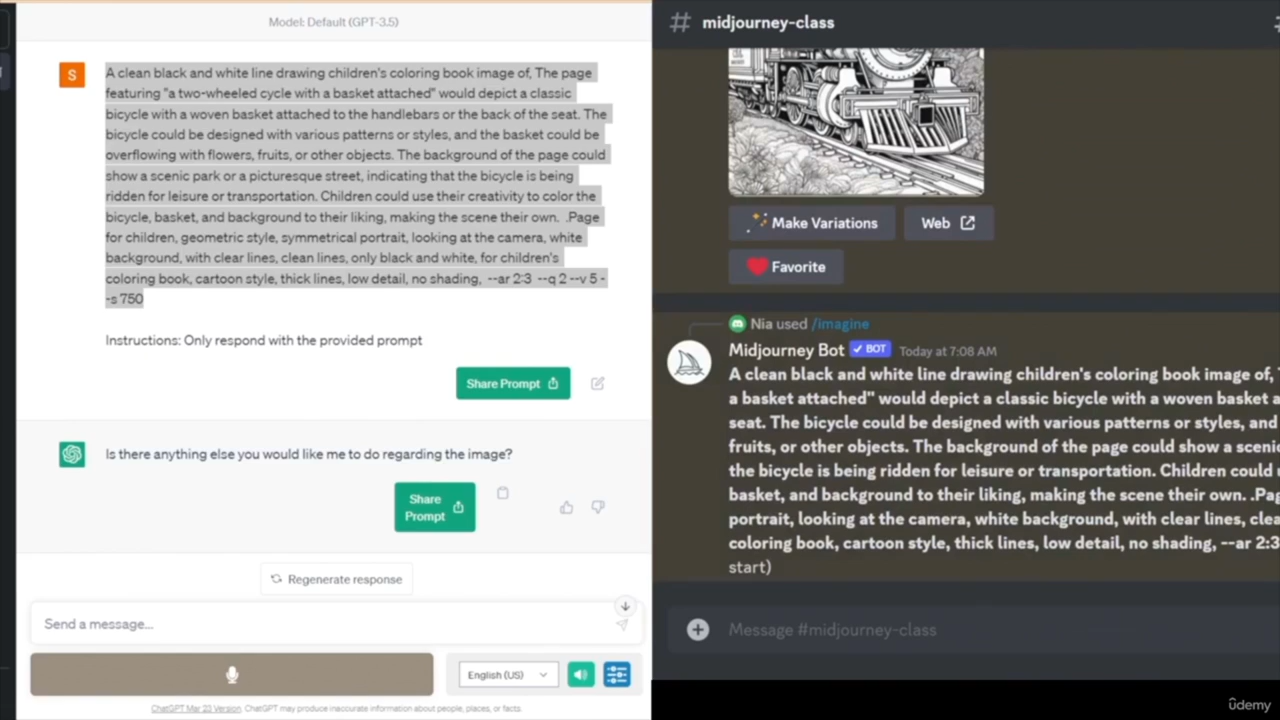 Model: Default (GPT-3.5)
S
A clean black and white line drawing children's coloring book image of, The page
featuring "a two-wheeled cycle with a basket attached" would depict a classic
bicycle with a woven basket attached to the handlebars or the back of the seat. The
bicycle could be designed with various patterns or styles, and the basket could be
overflowing with flowers, fruits, or other objects. The background of the page could
show a scenic park or a picturesque street, indicating that the bicycle is being
ridden for leisure or transportation. Children could use their creativity to color the
bicycle, basket, and background to their liking, making the scene their own. .Page
for children, geometric style, symmetrical portrait, looking at the camera, white
background, with clear lines, clean lines, only black and white, for children's
coloring book, cartoon style, thick lines, low detail, no shading, --ar 2:3 --q 2 --v 5 -
-s 750
Instructions: Only respond with the provided prompt
Share Prompt
Is there anything else you would like me to do regarding the image?
Share
Prompt
Regenerate response
Send a message...
English (US)
ChatGPT Mar 23 Version. ChatGPT may produce inaccurate information about people, places, or facts.
# midjourney-class
Make Variations
Web
Favorite
Nia used /imagine
Midjourney Bot ✓ BOT Today at 7:08 AM
A clean black and white line drawing children's coloring book image of,
a basket attached" would depict a classic bicycle with a woven basket a
seat. The bicycle could be designed with various patterns or styles, and
fruits, or other objects. The background of the page could show a scenic
the bicycle is being ridden for leisure or transportation. Children could
basket, and background to their liking, making the scene their own. .Pag
portrait, looking at the camera, white background, with clear lines, clea
coloring book, cartoon style, thick lines, low detail, no shading, --ar 2:3
start)
Message #midjourney-class
ûdemy